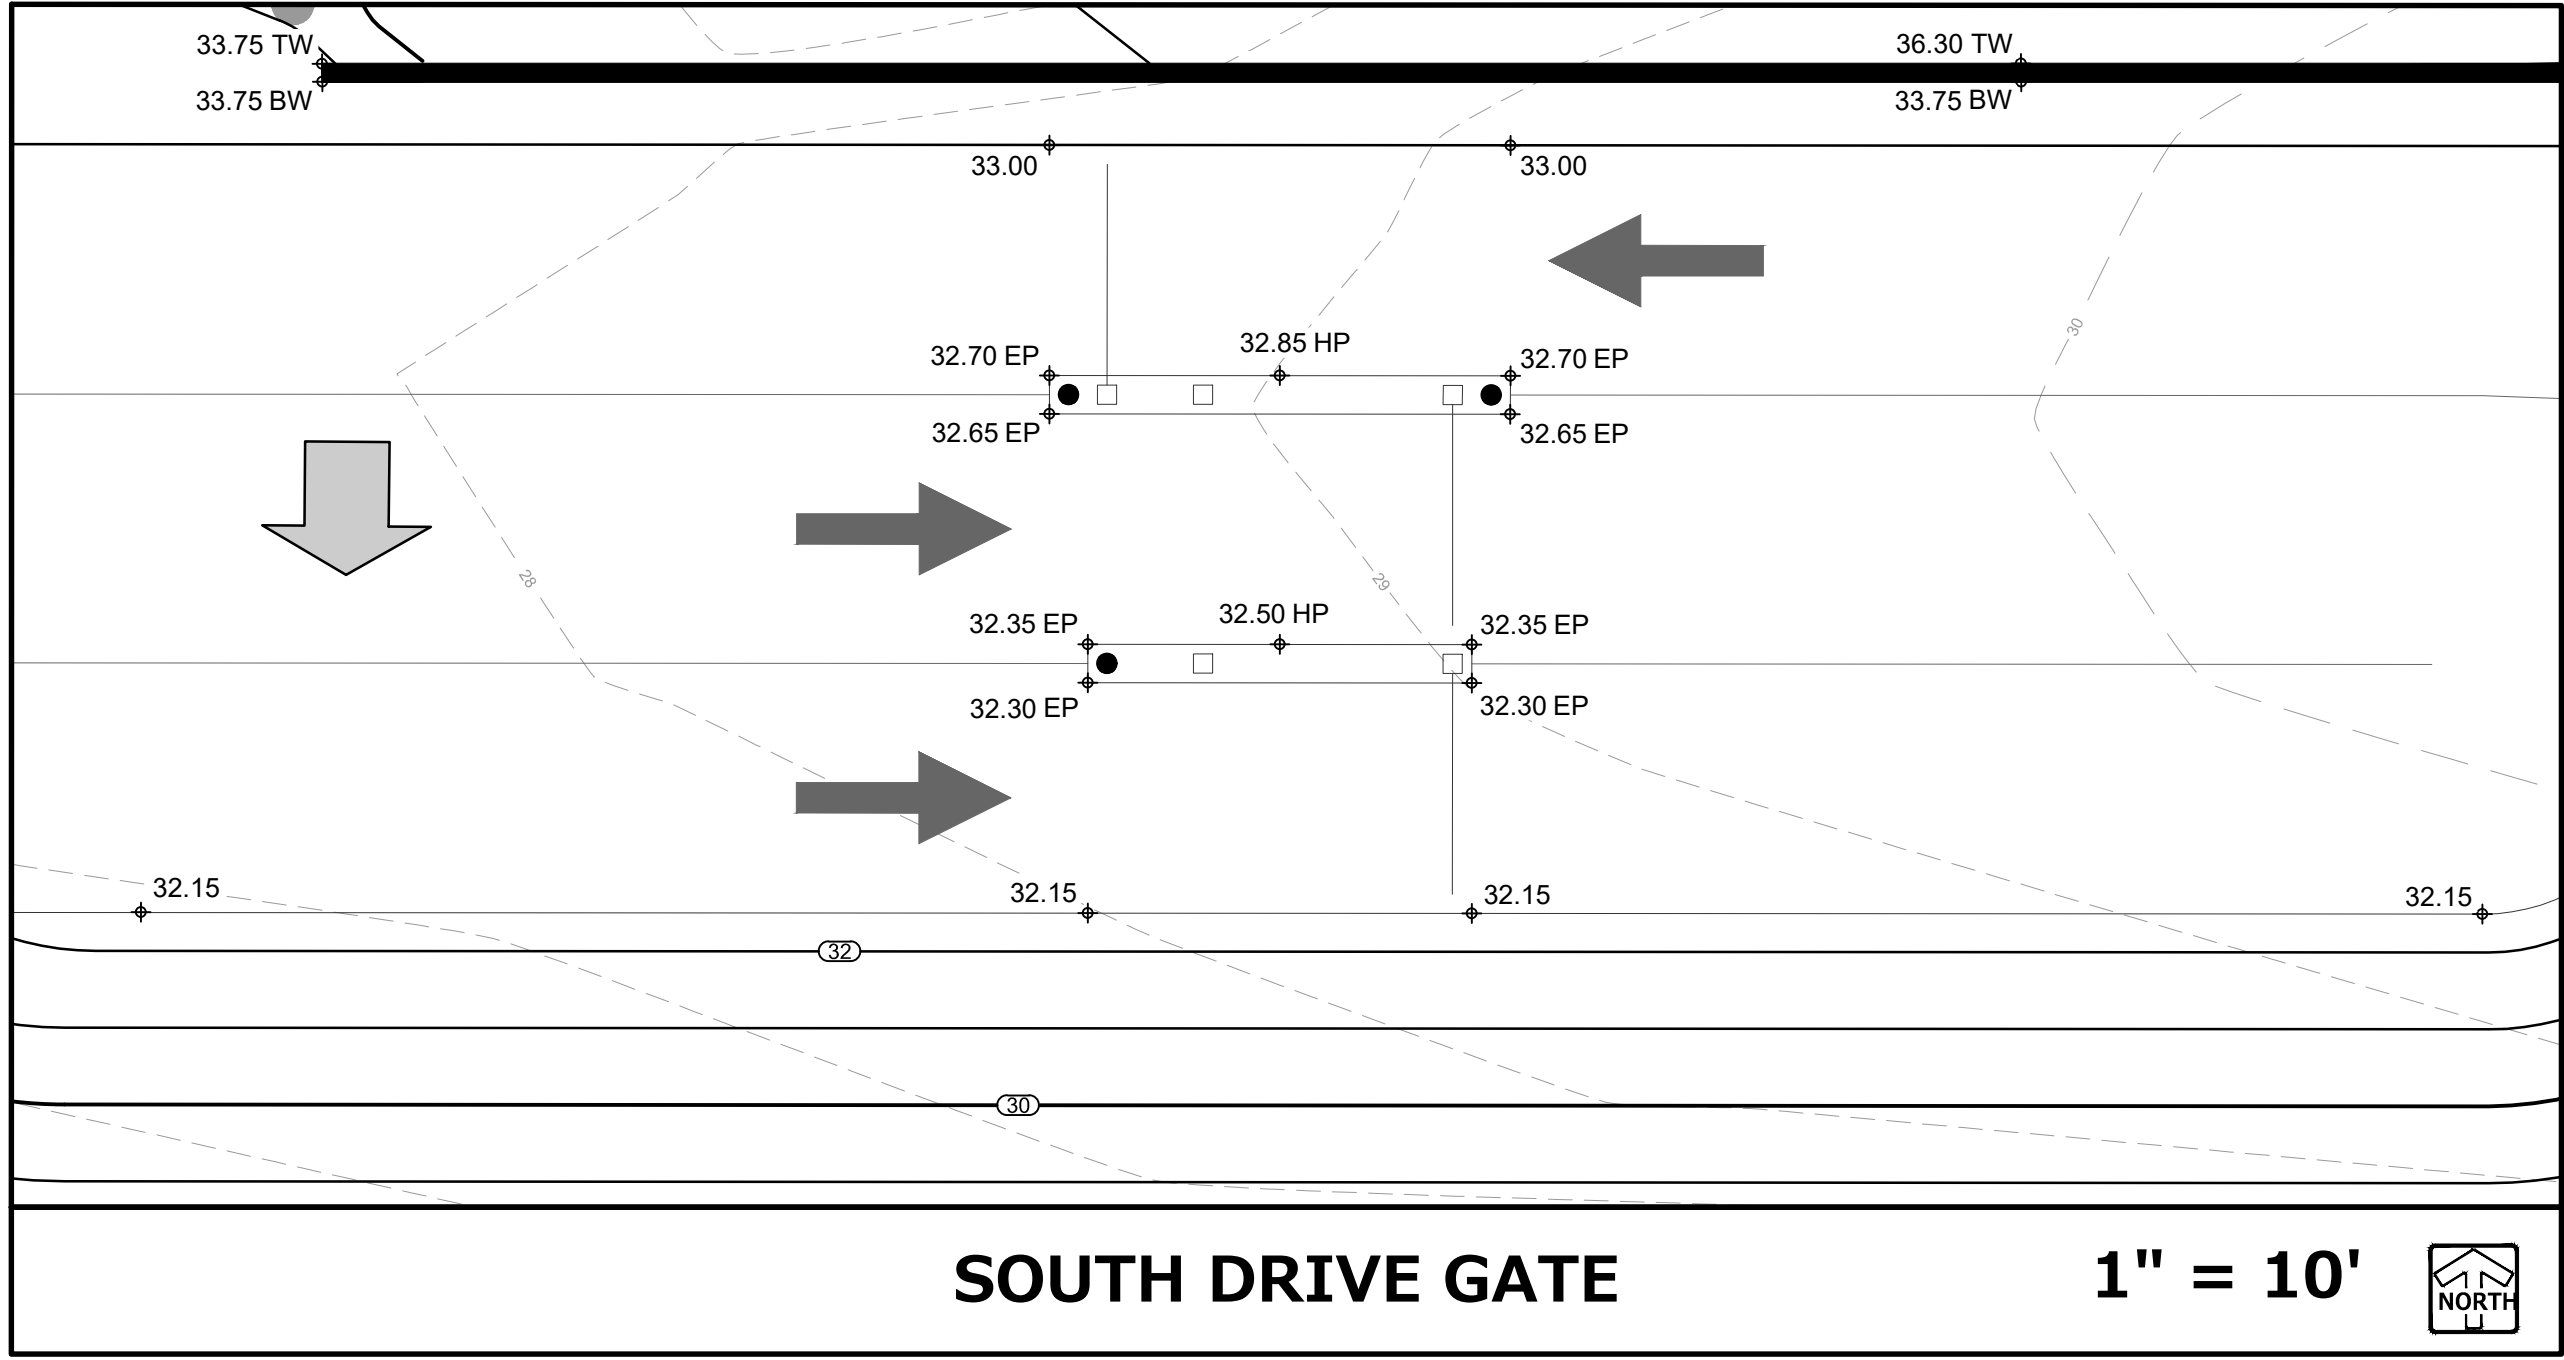 33.75 TW
36.30 TW
33.75 BW
33.75 BW
33.00
33.00
30
32.70 EP
32.85 HP
32.70 EP
32.65 EP
32.65 EP
28
29
32.35 EP
32.50 HP
32.35 EP
32.30 EP
32.30 EP
32.15
32.15
32.15
32.15
32
30
SOUTH DRIVE GATE
1" = 10'
NORTH